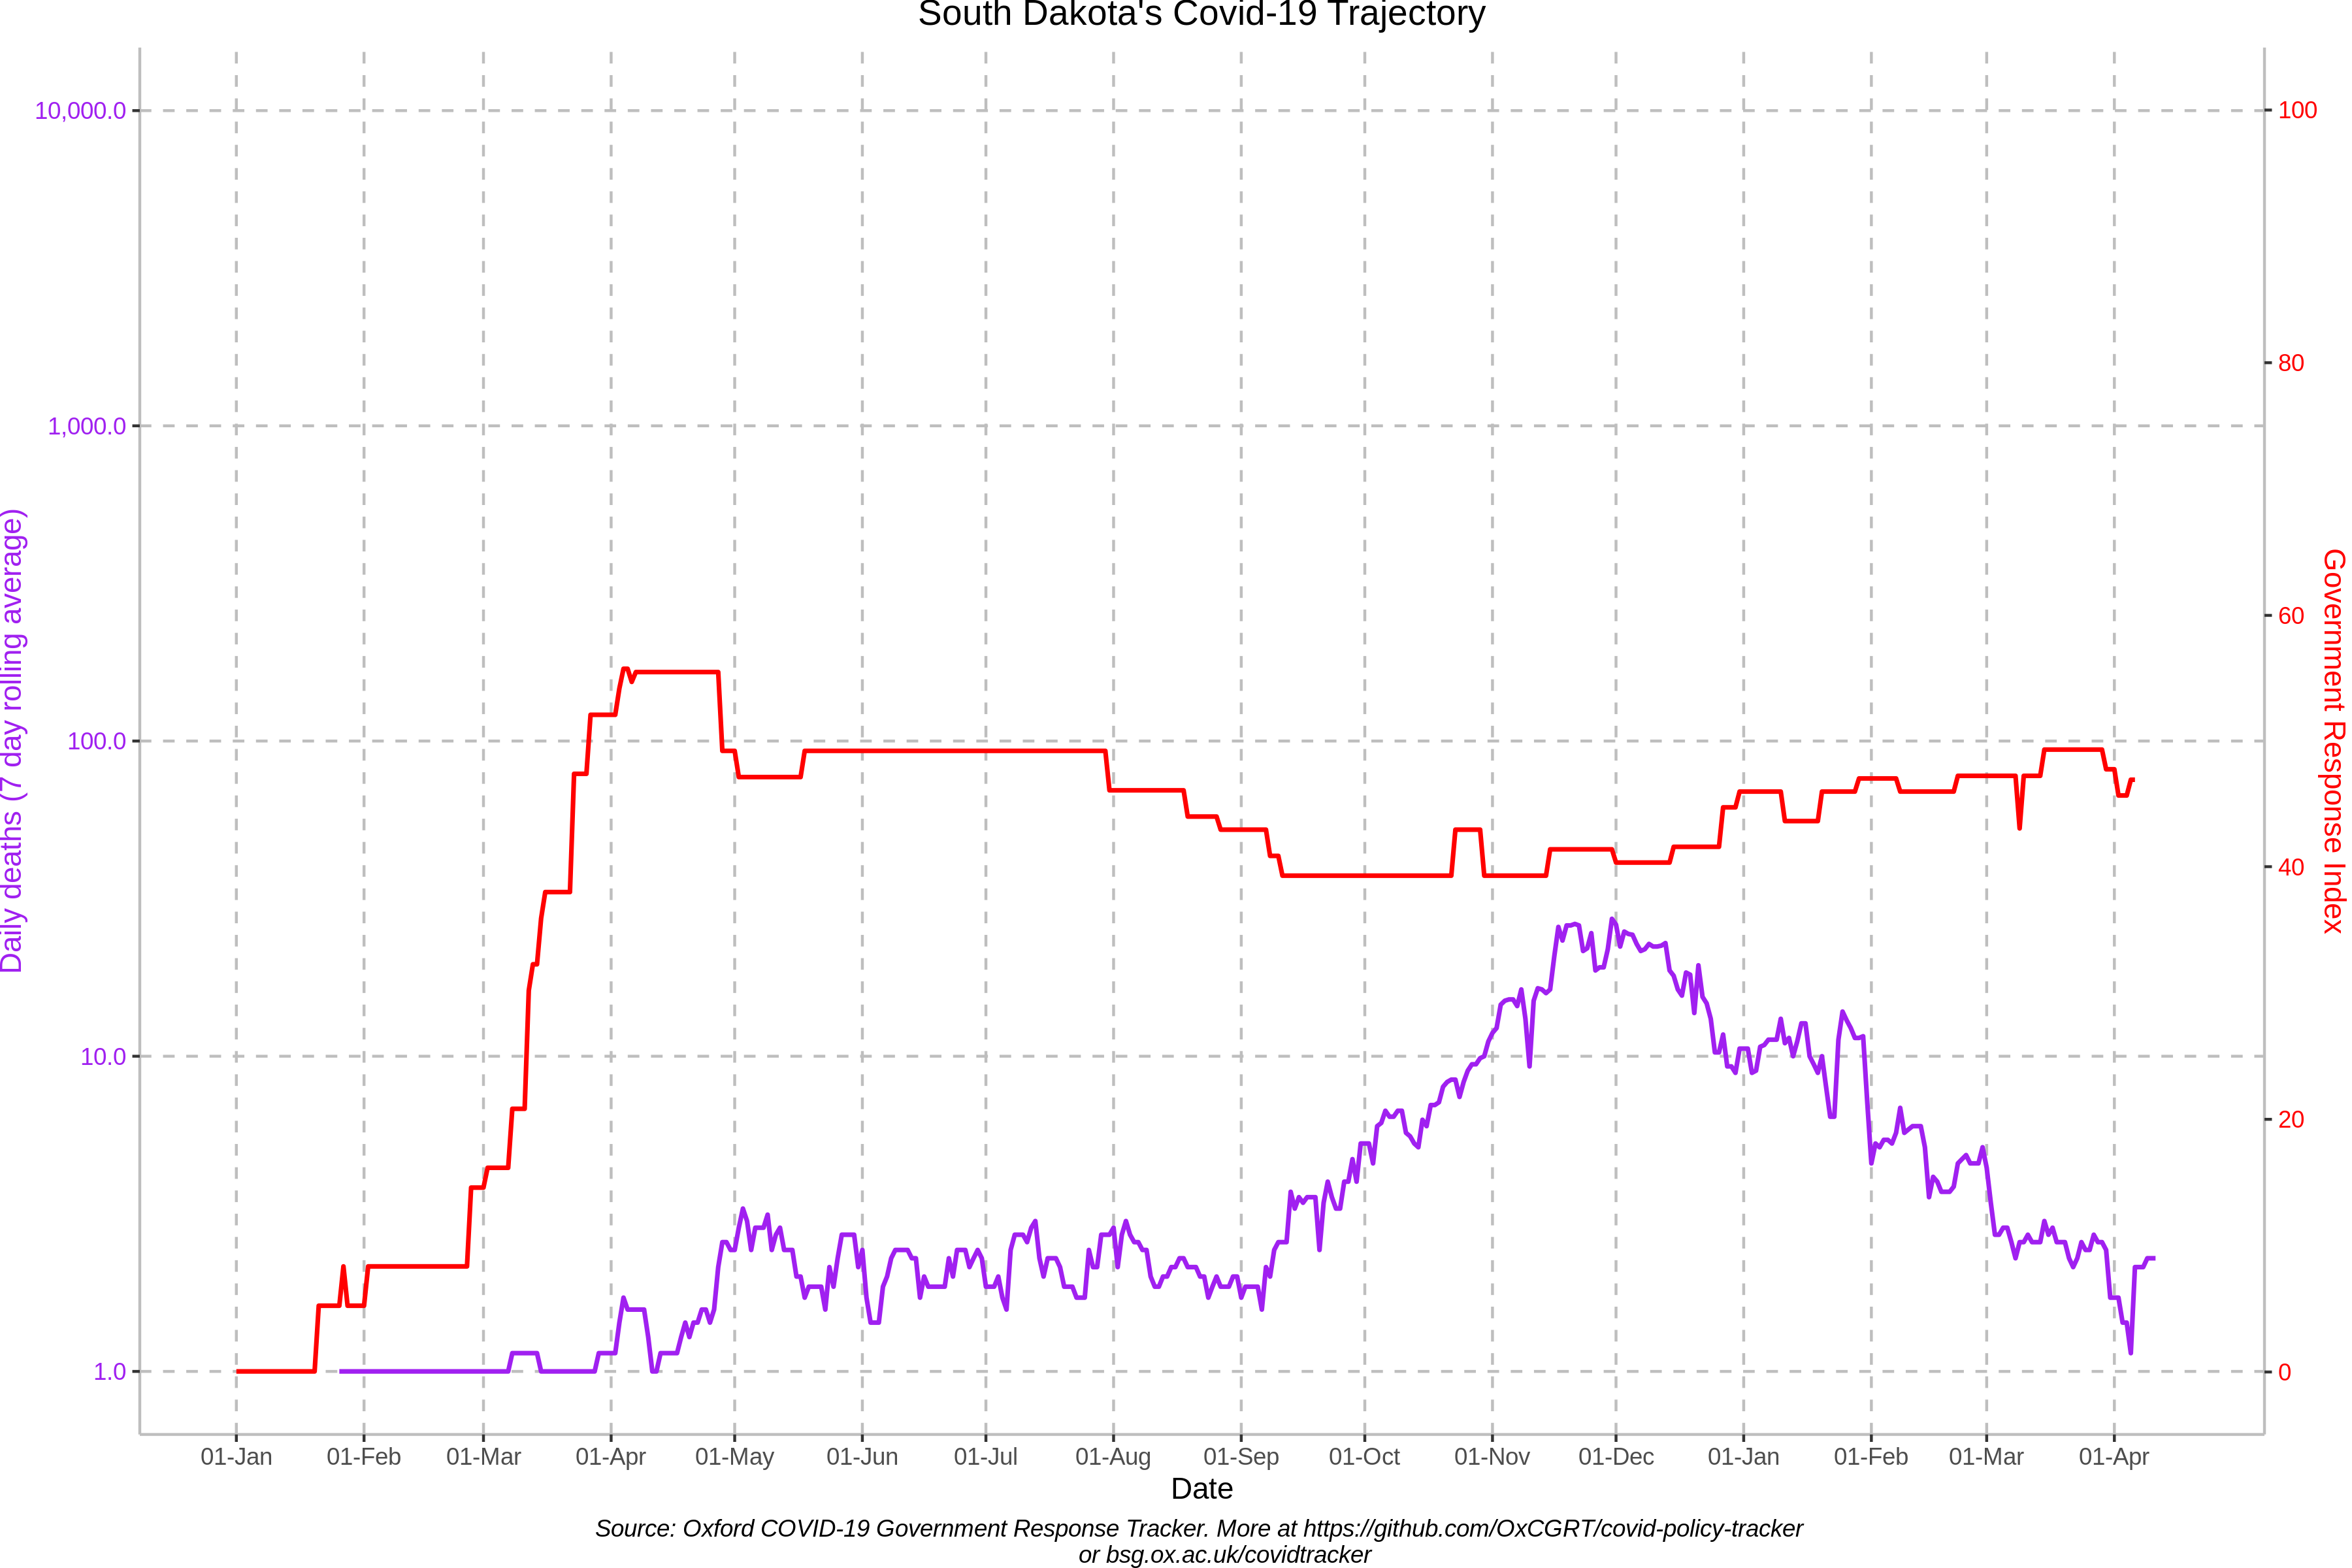 South Dakota's Covid-19 Trajectory
10,000.0
1,000.0
100.0
10.0
1.0
Daily deaths (7 day rolling average)
100
80
60
40
20
0
Government Response Index
01-Jan 01-Feb 01-Mar 01-Apr 01-May 01-Jun 01-Jul 01-Aug 01-Sep 01-Oct 01-Nov 01-Dec 01-Jan 01-Feb 01-Mar 01-Apr
Date
Source: Oxford COVID-19 Government Response Tracker. More at https://github.com/OxCGRT/covid-policy-tracker
or bsg.ox.ac.uk/covidtracker